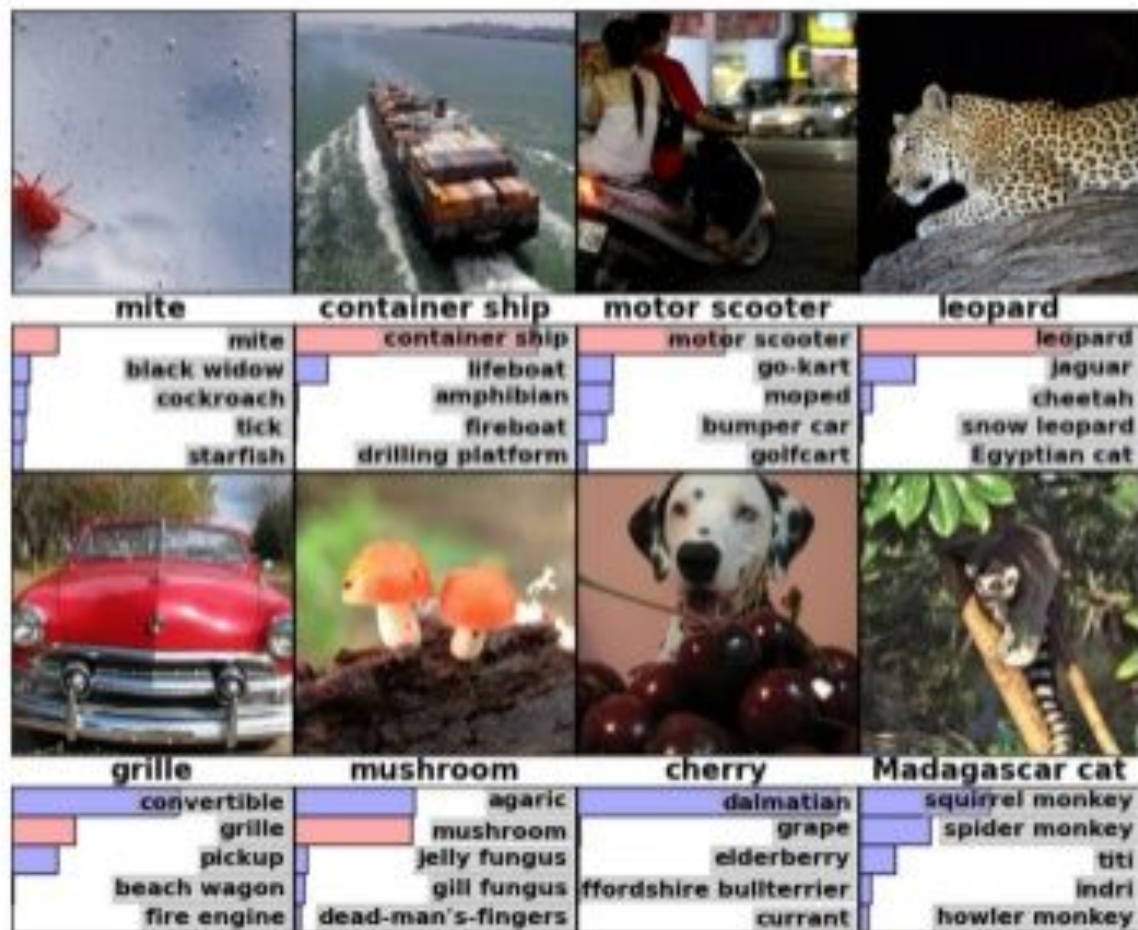 mite
mite
black widow
cockroach
tick
starfish
container ship
container ship
lifeboat
amphibian
fireboat
drilling platform
motor scooter
motor scooter
go-kart
moped
bumper car
golfcart
leopard
leopard
jaguar
cheetah
snow leopard
Egyptian cat
grille
convertible
grille
pickup
beach wagon
fire engine
mushroom
agaric
mushroom
jelly fungus
gill fungus
dead-man's-fingers
cherry
dalmatian
grape
elderberry
ffordshire bullterrier
currant
Madagascar cat
squirrel monkey
spider monkey
titi
indri
howler monkey